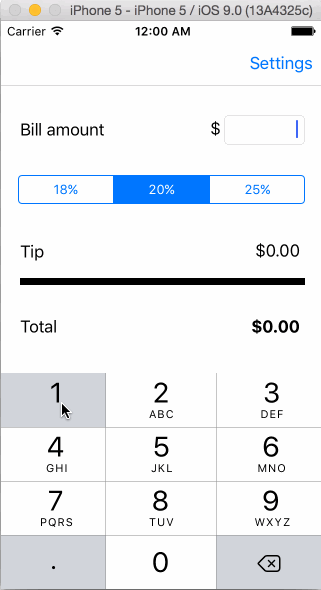 iPhone 5 - iPhone 5 / iOS 9.0 (13A4325c)
Carrier 12:00 AM
Settings
Bill amount $
18% 20% 25%
Tip $0.00
Total $0.00
1 2 3
ABC DEF
4 5 6
GHI JKL MNO
7 8 9
PQRS TUV WXYZ
. 0